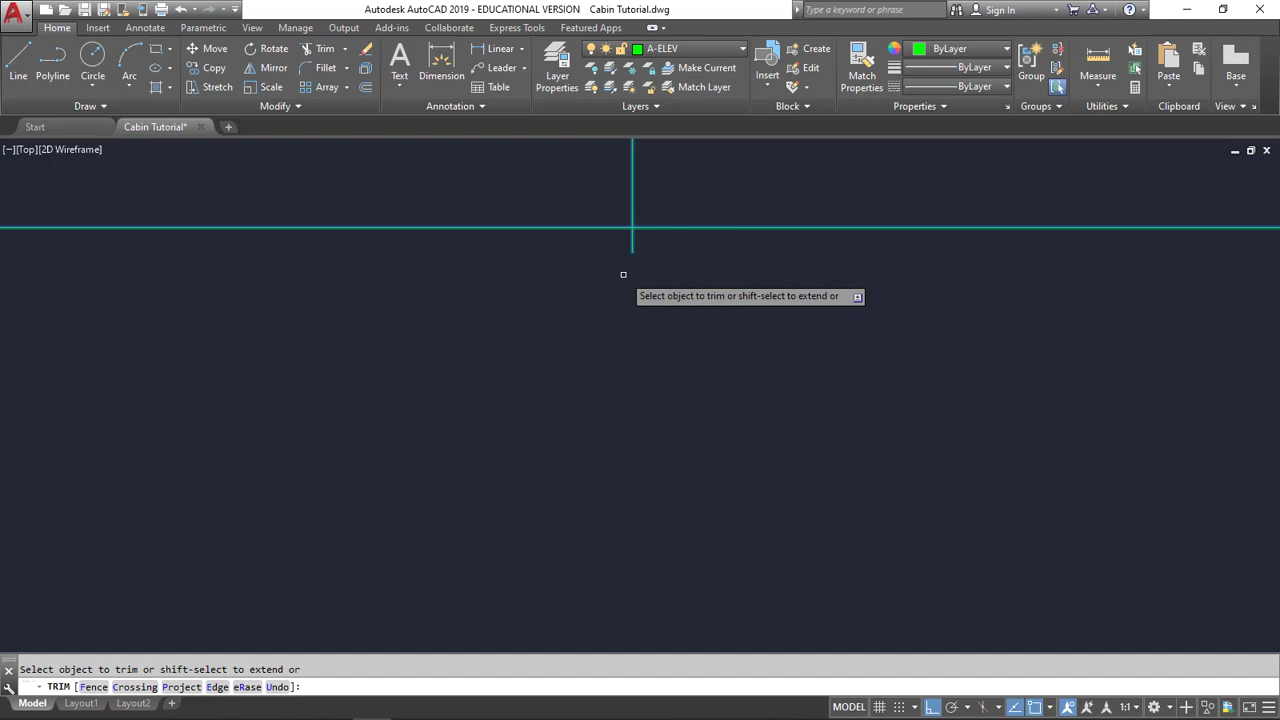 Autodesk AutoCAD 2019 - EDUCATIONAL VERSION Cabin Tutorial.dwg
Type a keyword or phrase
Sign In
Home Insert Annotate Parametric View Manage Output Add-ins Collaborate Express Tools Featured Apps
Line
Polyline
Circle
Arc
Draw
Move
Rotate
Trim
Copy
Mirror
Fillet
Stretch
Scale
Array
Modify
Text
Dimension
Linear
Leader
Table
Annotation
Layer
Properties
A-ELEV
Make Current
Match Layer
Layers
Insert
Create
Edit
Block
Match
Properties
ByLayer
ByLayer
ByLayer
Properties
Group
Groups
Measure
Utilities
Paste
Clipboard
Base
View
Start
Cabin Tutorial*
[−][Top][2D Wireframe]
Select object to trim or shift-select to extend or
Select object to trim or shift-select to extend or
TRIM [Fence Crossing Project Edge eRase Undo]:
Model Layout1 Layout2
MODEL
1:1